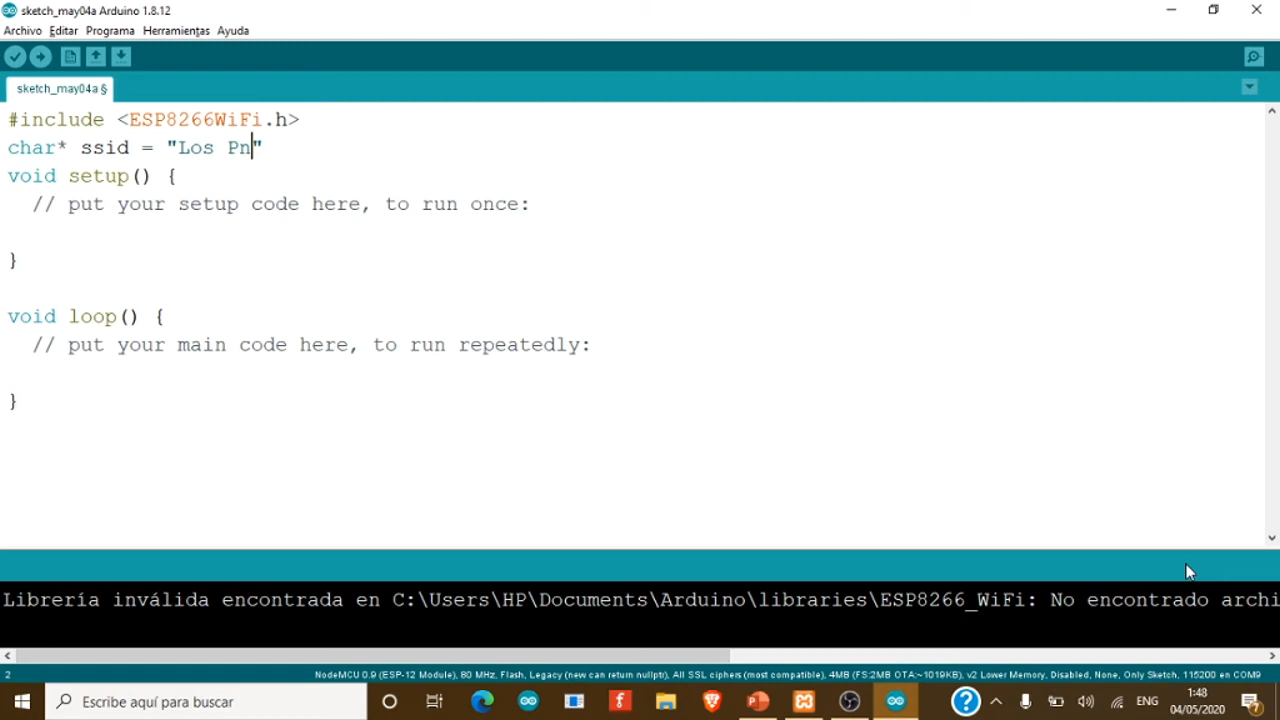 sketch_may04a Arduino 1.8.12
Archivo Editar Programa Herramientas Ayuda
sketch_may04a §
#include <ESP8266WiFi.h>
char* ssid = "Los Pn"
void setup() {
// put your setup code here, to run once:
}
void loop() {
// put your main code here, to run repeatedly:
}
Librería inválida encontrada en C:\Users\HP\Documents\Arduino\libraries\ESP8266_WiFi: No encontrado archi
2 NodeMCU 0.9 (ESP-12 Module), 80 MHz, Flash, Legacy (new can return nullptr), All SSL ciphers (most compatible), 4MB (FS:2MB OTA:~1019KB), v2 Lower Memory, Disabled, None, Only Sketch, 115200 en COM9
Escribe aquí para buscar
ENG
1:48
04/05/2020
7